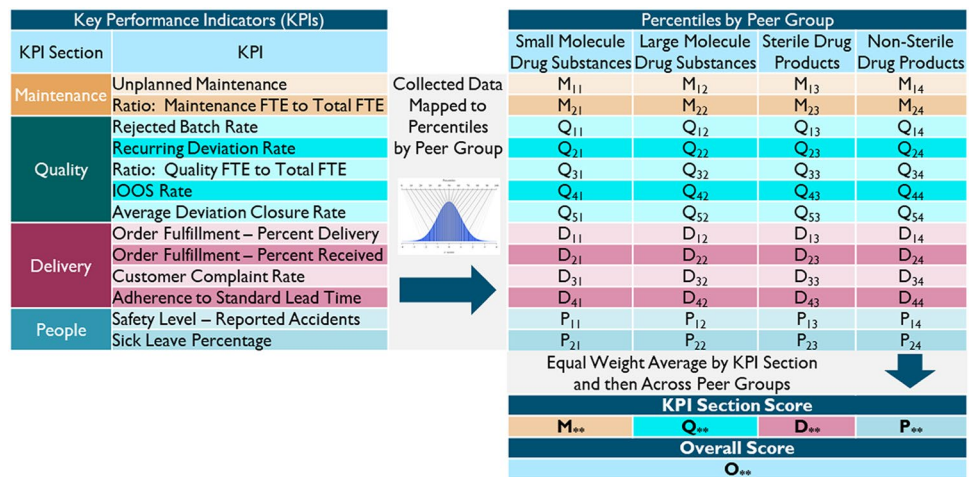 Key Performance Indicators (KPIs)
KPI Section KPI
Maintenance
Unplanned Maintenance
Ratio: Maintenance FTE to Total FTE
Quality
Rejected Batch Rate
Recurring Deviation Rate
Ratio: Quality FTE to Total FTE
IOOS Rate
Average Deviation Closure Rate
Delivery
Order Fulfillment – Percent Delivery
Order Fulfillment – Percent Received
Customer Complaint Rate
Adherence to Standard Lead Time
People
Safety Level – Reported Accidents
Sick Leave Percentage
Collected Data
Mapped to
Percentiles
by Peer Group
Percentiles by Peer Group
Small Molecule Drug Substances
Large Molecule Drug Substances
Sterile Drug Products
Non-Sterile Drug Products
M11 M12 M13 M14
M21 M22 M23 M24
Q11 Q12 Q13 Q14
Q21 Q22 Q23 Q24
Q31 Q32 Q33 Q34
Q41 Q42 Q43 Q44
Q51 Q52 Q53 Q54
D11 D12 D13 D14
D21 D22 D23 D24
D31 D32 D33 D34
D41 D42 D43 D44
P11 P12 P13 P14
P21 P22 P23 P24
Equal Weight Average by KPI Section
and then Across Peer Groups
KPI Section Score
M** Q** D** P**
Overall Score
O**